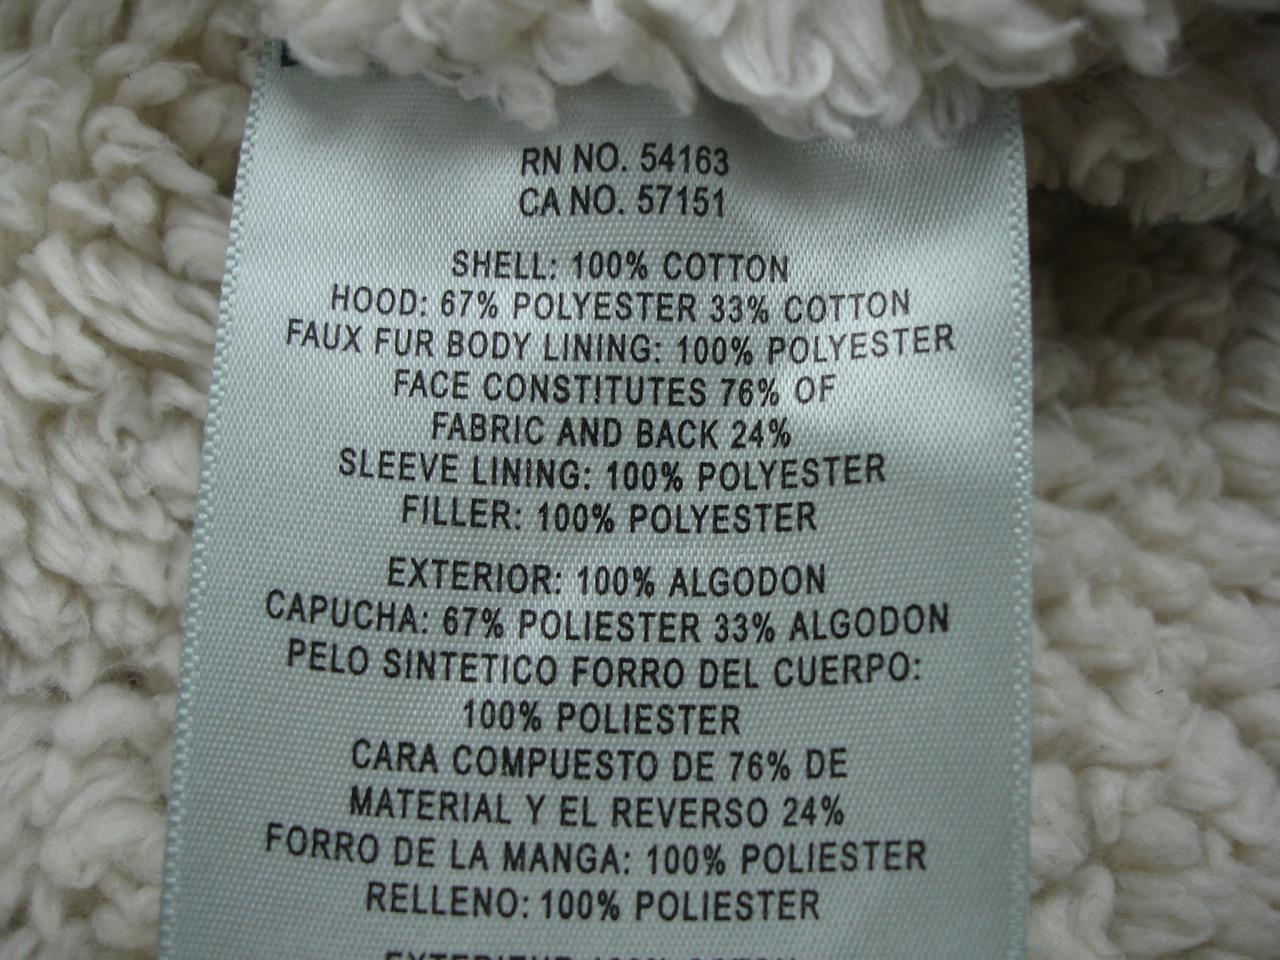 RN NO. 54163
CA NO. 57151
SHELL: 100% COTTON
HOOD: 67% POLYESTER 33% COTTON
FAUX FUR BODY LINING: 100% POLYESTER
FACE CONSTITUTES 76% OF
FABRIC AND BACK 24%
SLEEVE LINING: 100% POLYESTER
FILLER: 100% POLYESTER
EXTERIOR: 100% ALGODON
CAPUCHA: 67% POLIESTER 33% ALGODON
PELO SINTETICO FORRO DEL CUERPO:
100% POLIESTER
CARA COMPUESTO DE 76% DE
MATERIAL Y EL REVERSO 24%
FORRO DE LA MANGA: 100% POLIESTER
RELLENO: 100% POLIESTER